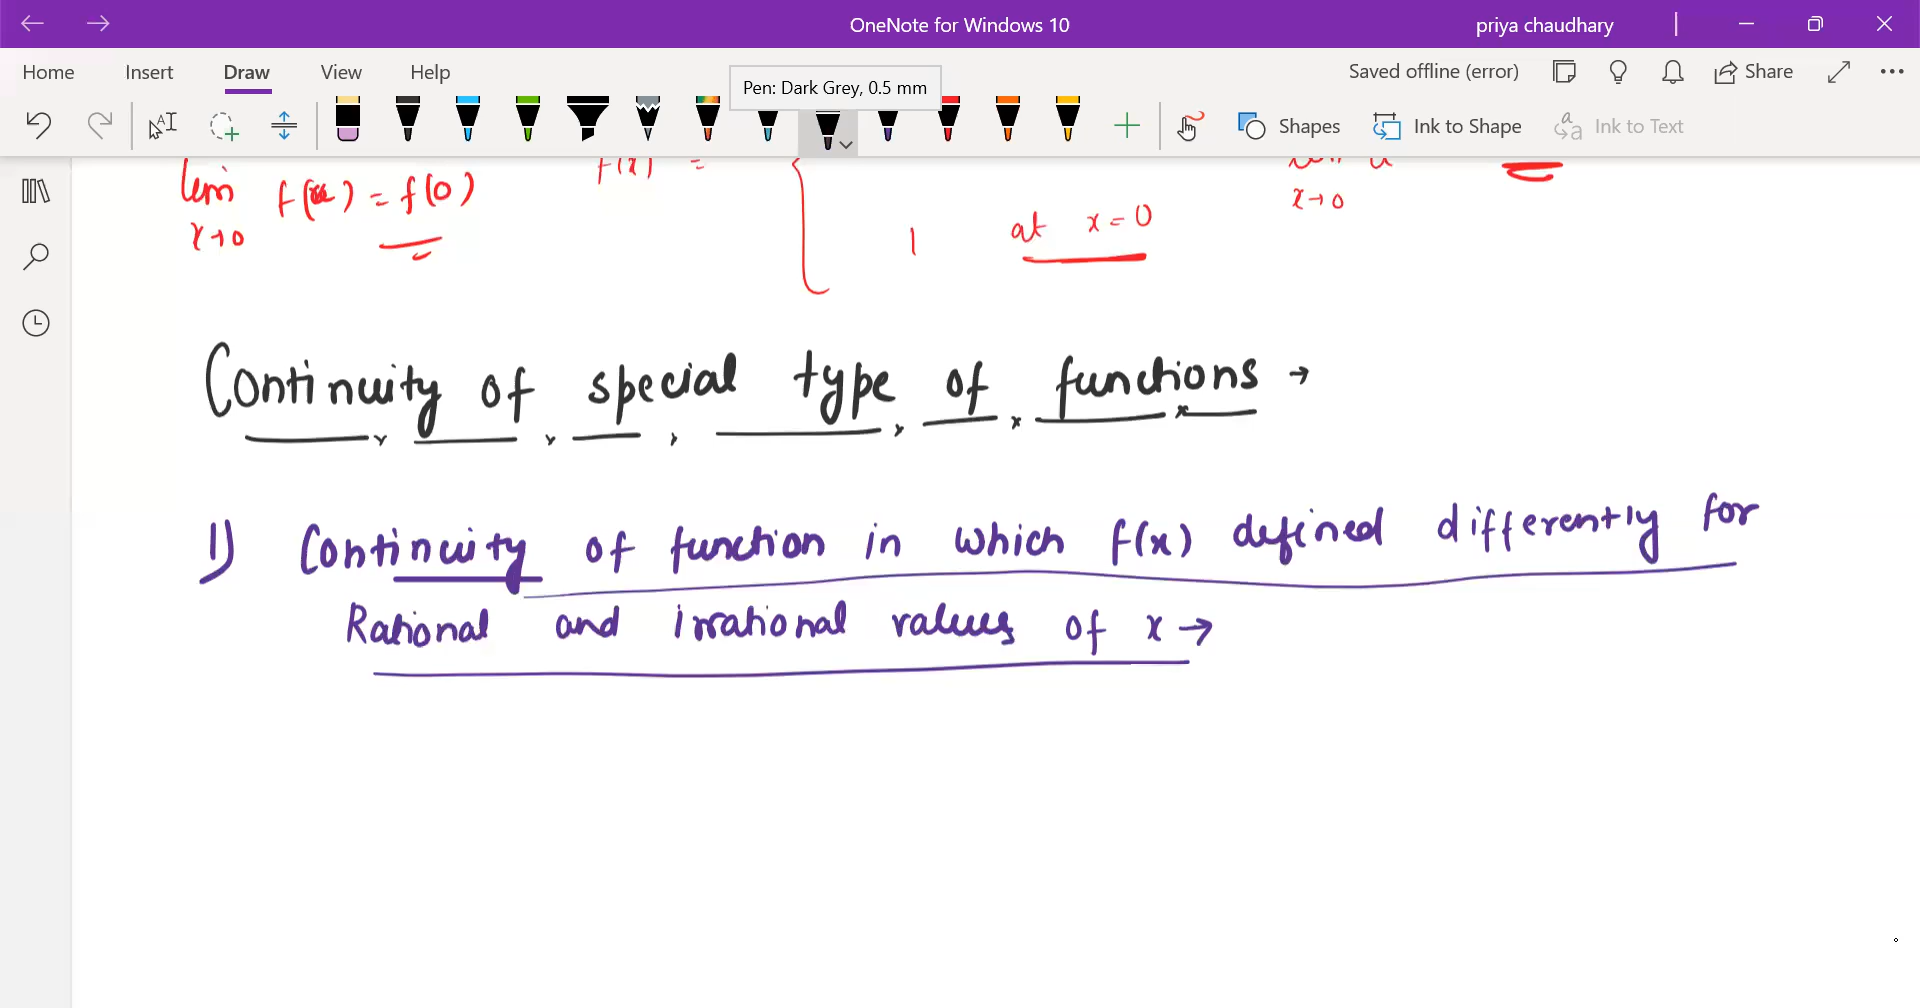 OneNote for Windows 10
priya chaudhary
Home Insert Draw View Help
Saved offline (error)
Share
Pen: Dark Grey, 0.5 mm
Shapes
Ink to Shape
Ink to Text
lim f(x) = f(0)
x→0
f(x) =
1 at x=0
x→0
Continuity of special type of functions →
1) Continuity of function in which f(x) defined differently for
Rational and irrational values of x →